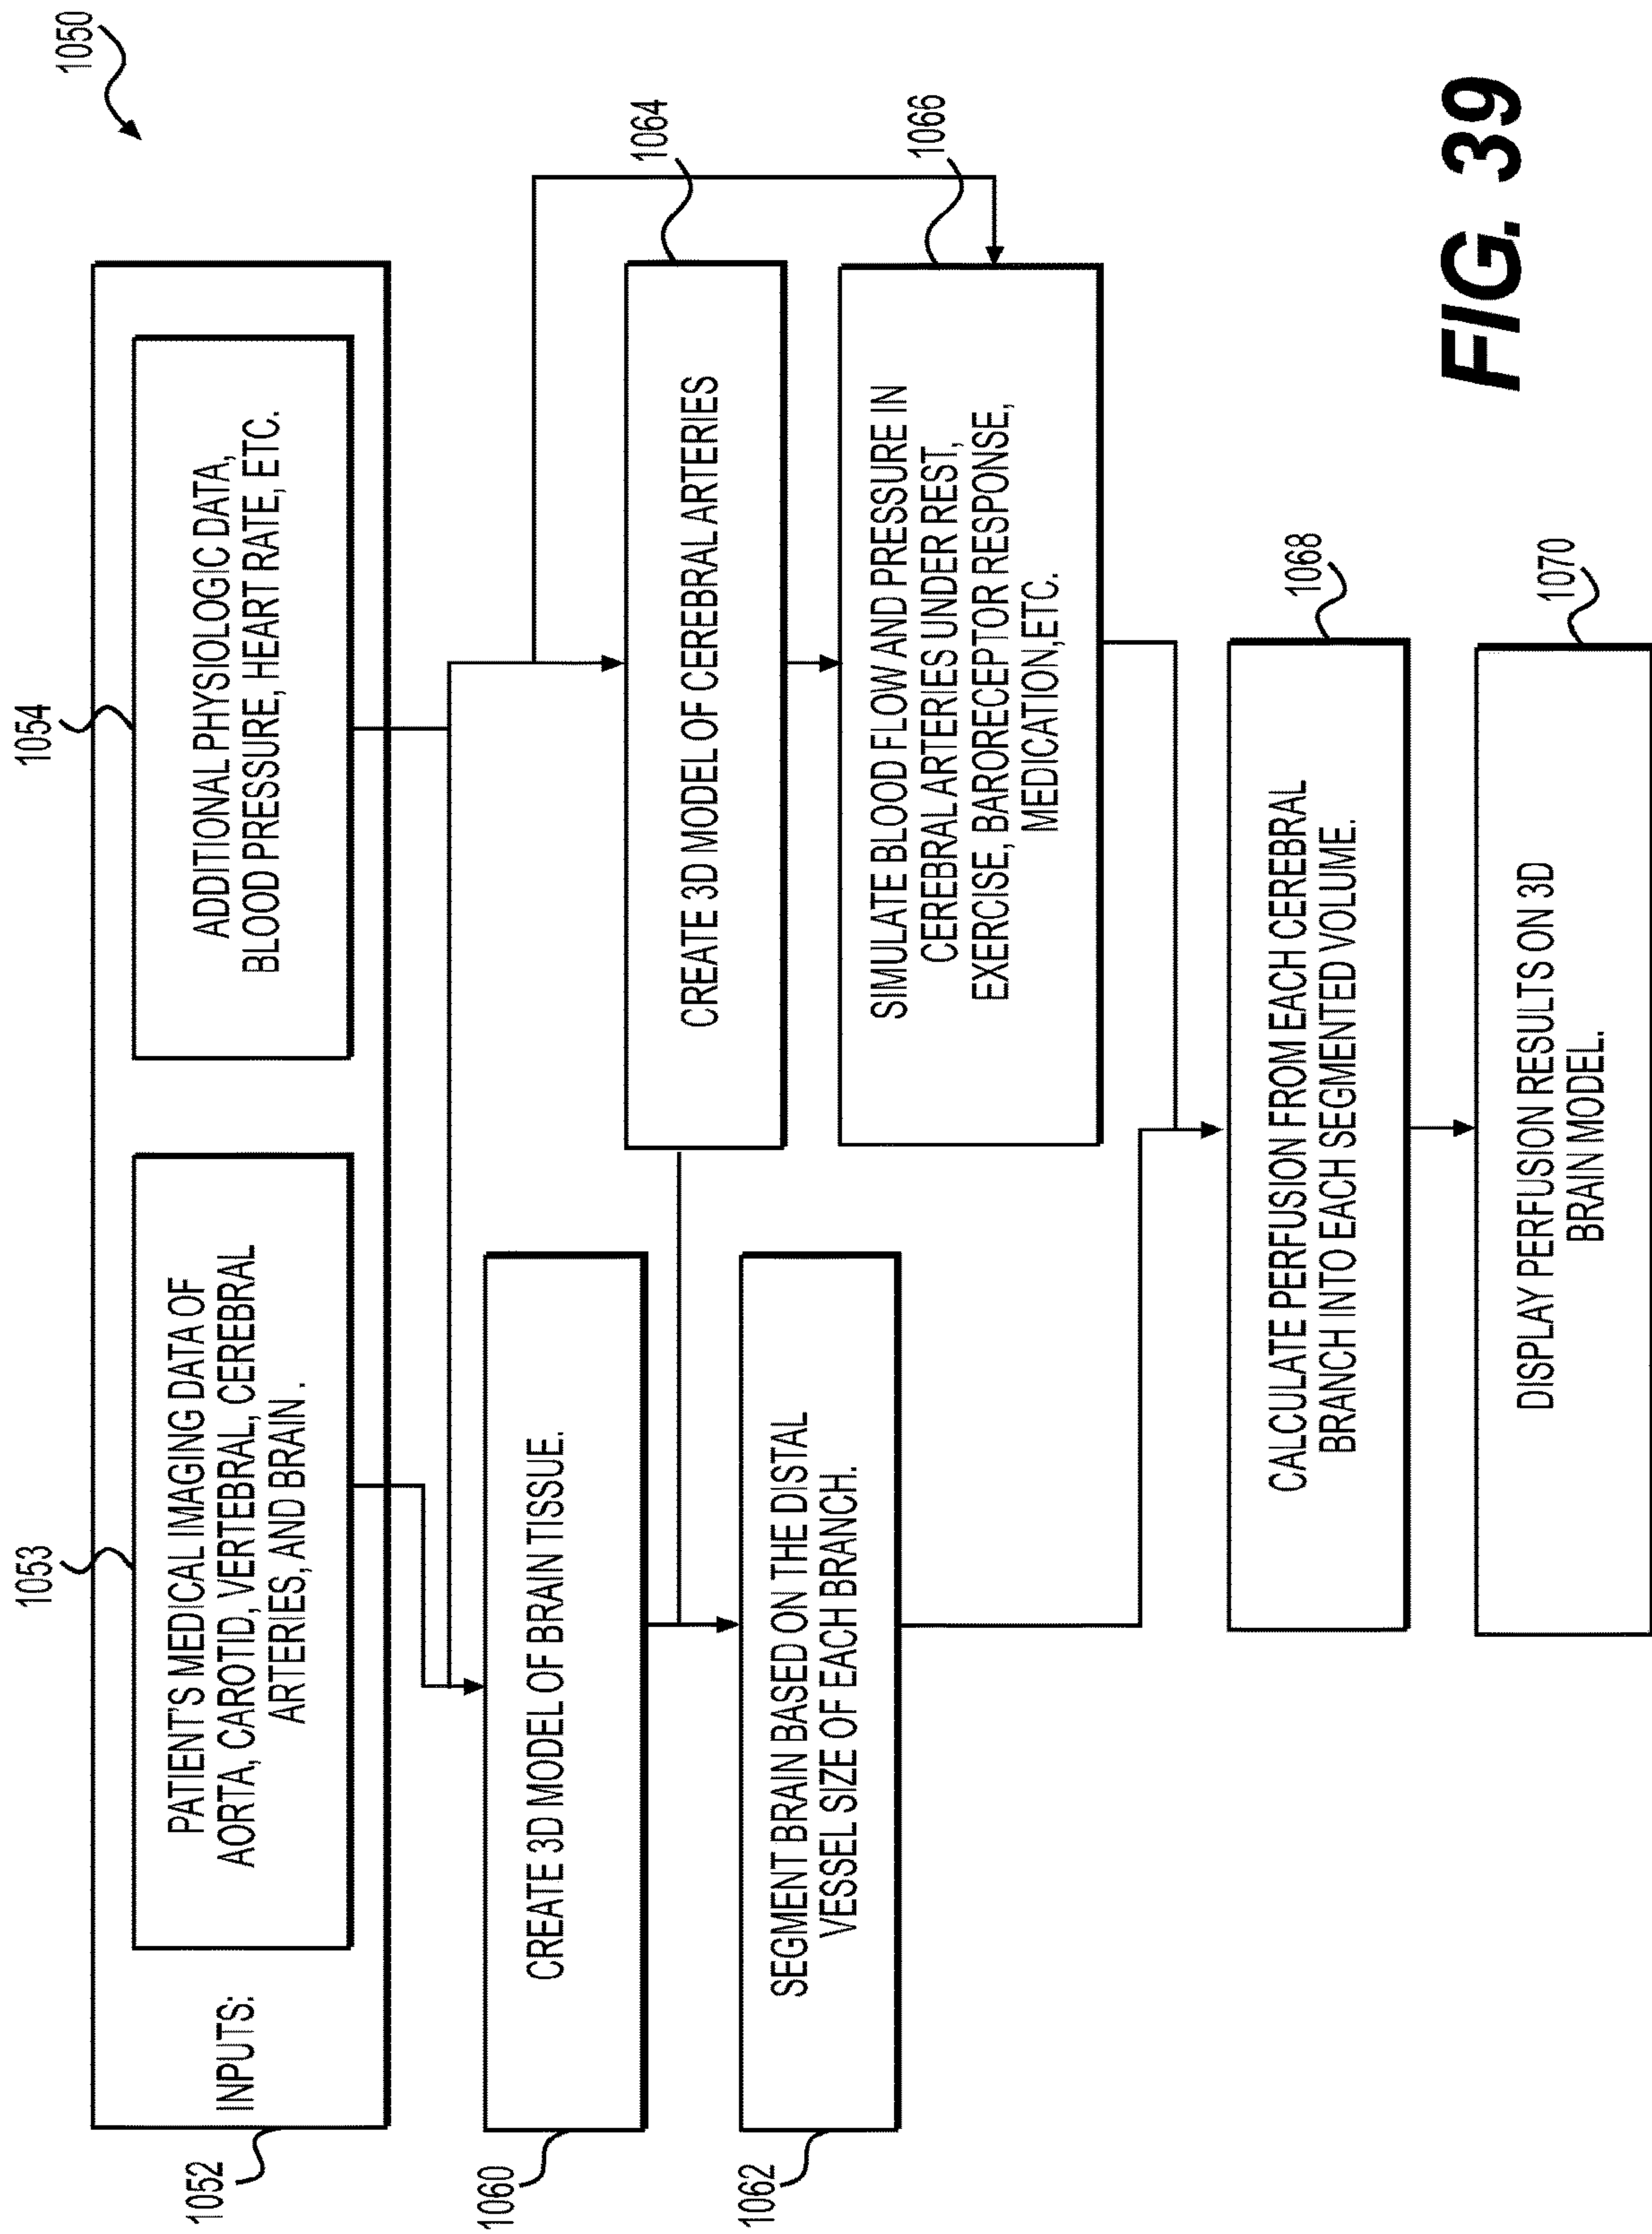 1050
1052
INPUTS:
1053
PATIENT'S MEDICAL IMAGING DATA OF
AORTA, CAROTID, VERTEBRAL, CEREBRAL
ARTERIES, AND BRAIN .
1054
ADDITIONAL PHYSIOLOGIC DATA,
BLOOD PRESSURE, HEART RATE, ETC.
1060
CREATE 3D MODEL OF BRAIN TISSUE.
1064
CREATE 3D MODEL OF CEREBRAL ARTERIES
1062
SEGMENT BRAIN BASED ON THE DISTAL
VESSEL SIZE OF EACH BRANCH.
1066
SIMULATE BLOOD FLOW AND PRESSURE IN
CEREBRAL ARTERIES UNDER REST,
EXERCISE, BARORECEPTOR RESPONSE,
MEDICATION,ETC.
1068
CALCULATE PERFUSION FROM EACH CEREBRAL
BRANCH INTO EACH SEGMENTED VOLUME.
1070
DISPLAY PERFUSION RESULTS ON 3D
BRAIN MODEL.
FIG. 39